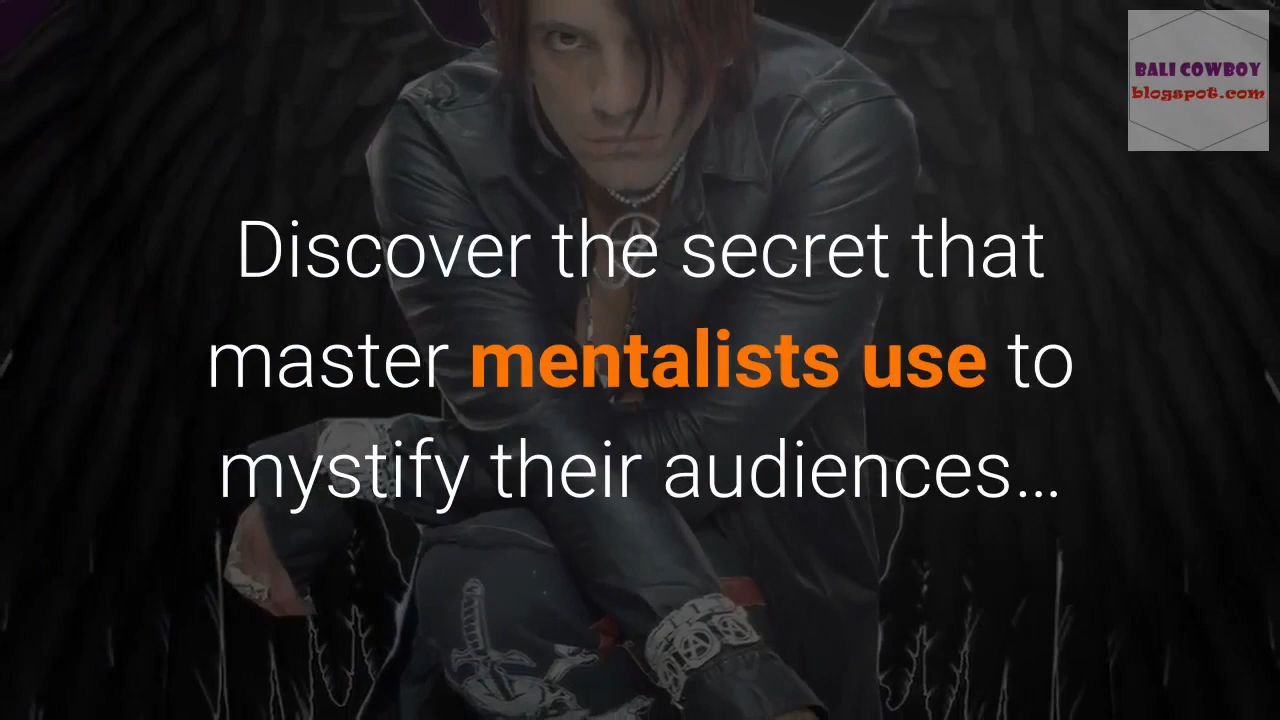 BALI COWBOY
blogspot.com
Discover the secret that
master mentalists use to
mystify their audiences…